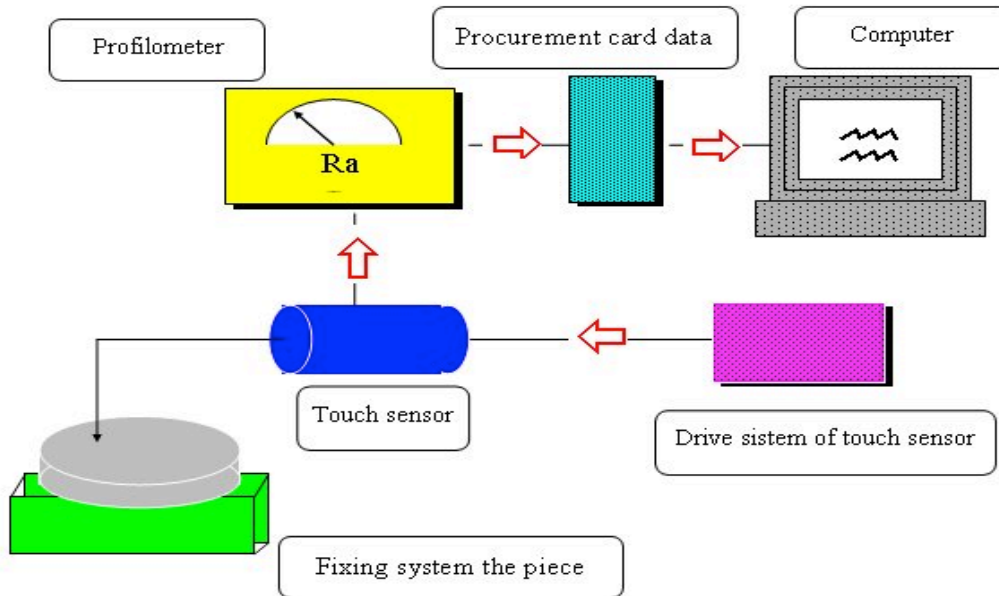 Profilometer
Procurement card data
Computer
Ra
Touch sensor
Drive sistem of touch sensor
Fixing system the piece